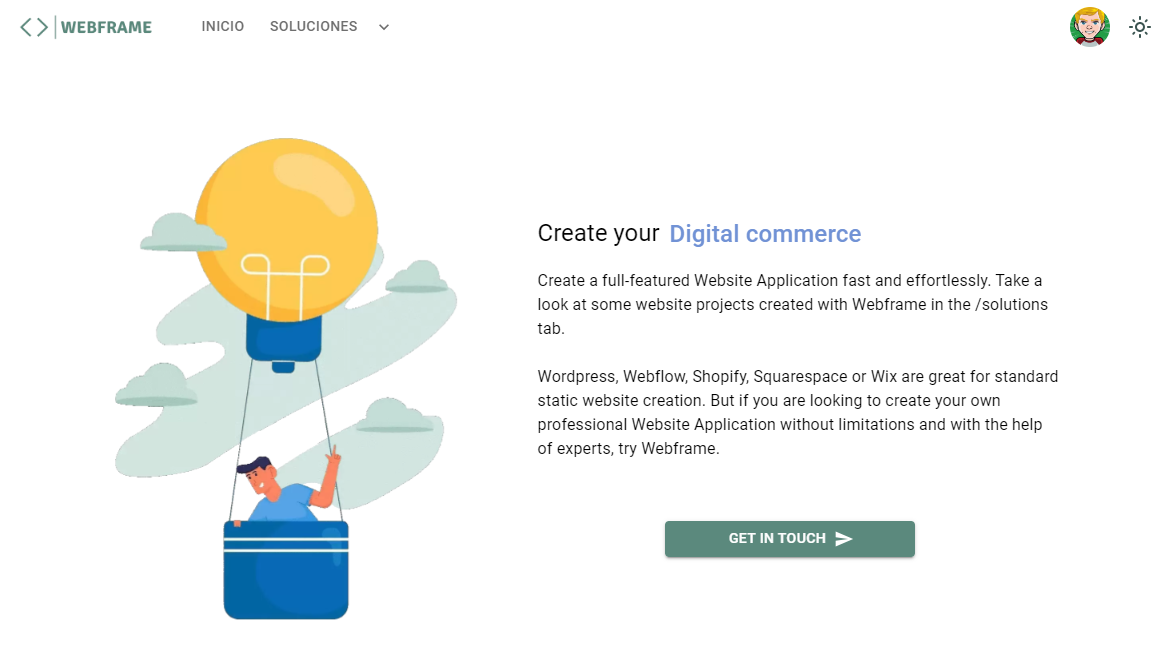 WEBFRAME
INICIO
SOLUCIONES
Create your Digital commerce
Create a full-featured Website Application fast and effortlessly. Take a
look at some website projects created with Webframe in the /solutions
tab.
Wordpress, Webflow, Shopify, Squarespace or Wix are great for standard
static website creation. But if you are looking to create your own
professional Website Application without limitations and with the help
of experts, try Webframe.
GET IN TOUCH